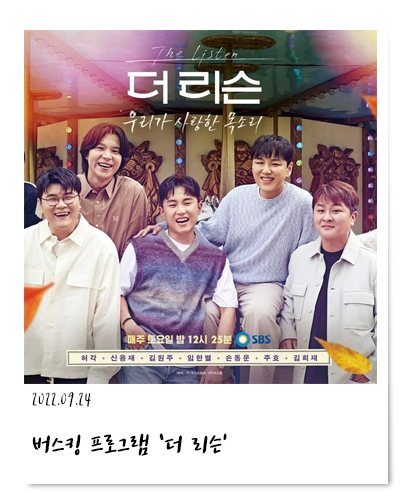 The Listen
더 리슨
우리가 사랑한 목소리
매주 토요일 밤 12시 25분 SBS
허각 • 신용재 • 김원주 • 임한별 • 손동운 • 주호 • 김희재
2022.09.24
버스킹 프로그램 '더 리슨'